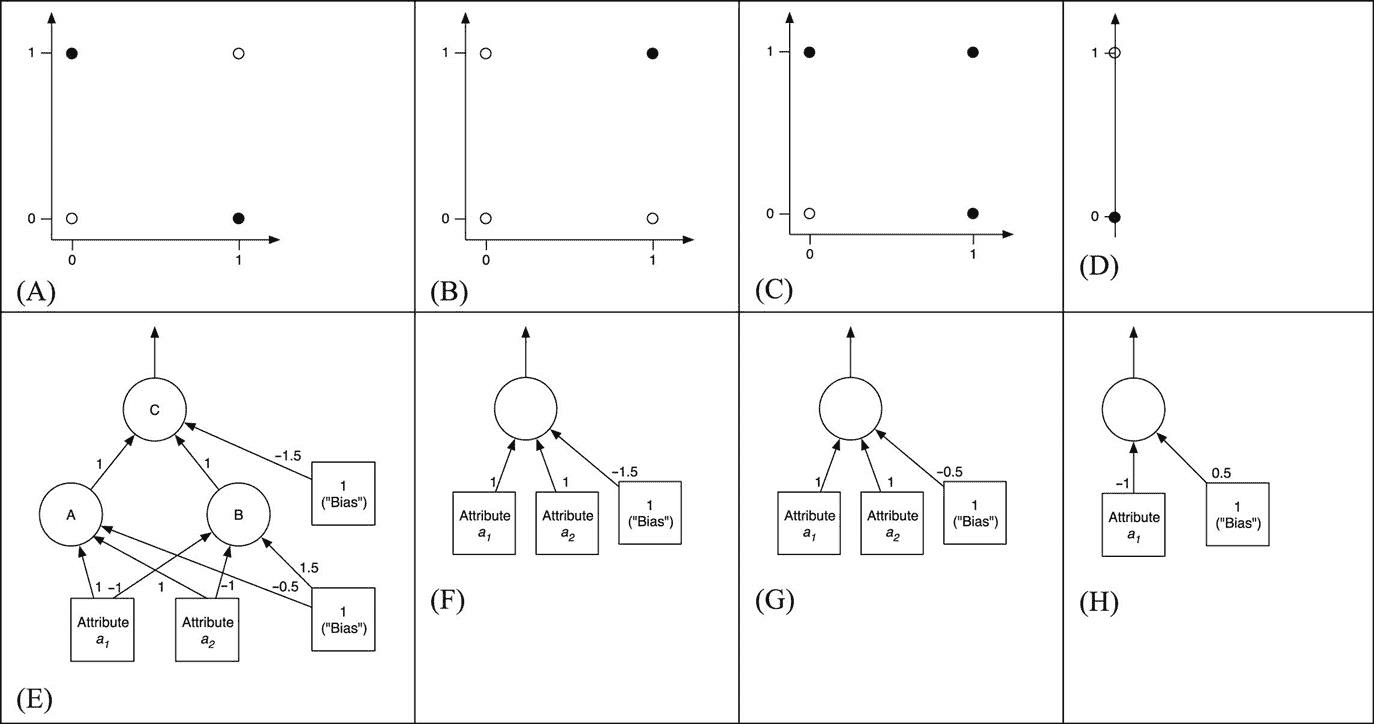 1
0
0
1
(A)
1
0
0
1
(B)
1
0
0
1
(C)
1
0
(D)
C
−1.5
1
("Bias")
1
1
A
B
1.5
−0.5
1
("Bias")
1
−1
1
−1
Attribute
a1
Attribute
a2
(E)
−1.5
1
1
Attribute
a1
Attribute
a2
1
("Bias")
(F)
−0.5
1
1
Attribute
a1
Attribute
a2
1
("Bias")
(G)
0.5
−1
Attribute
a1
1
("Bias")
(H)